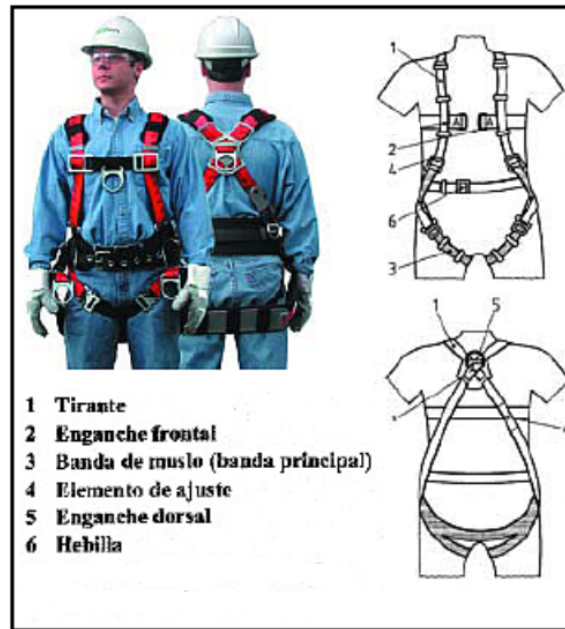 1 Tirante
2 Enganche frontal
3 Banda de muslo (banda principal)
4 Elemento de ajuste
5 Enganche dorsal
6 Hebilla
1
2
4
6
3
A
A
1
5